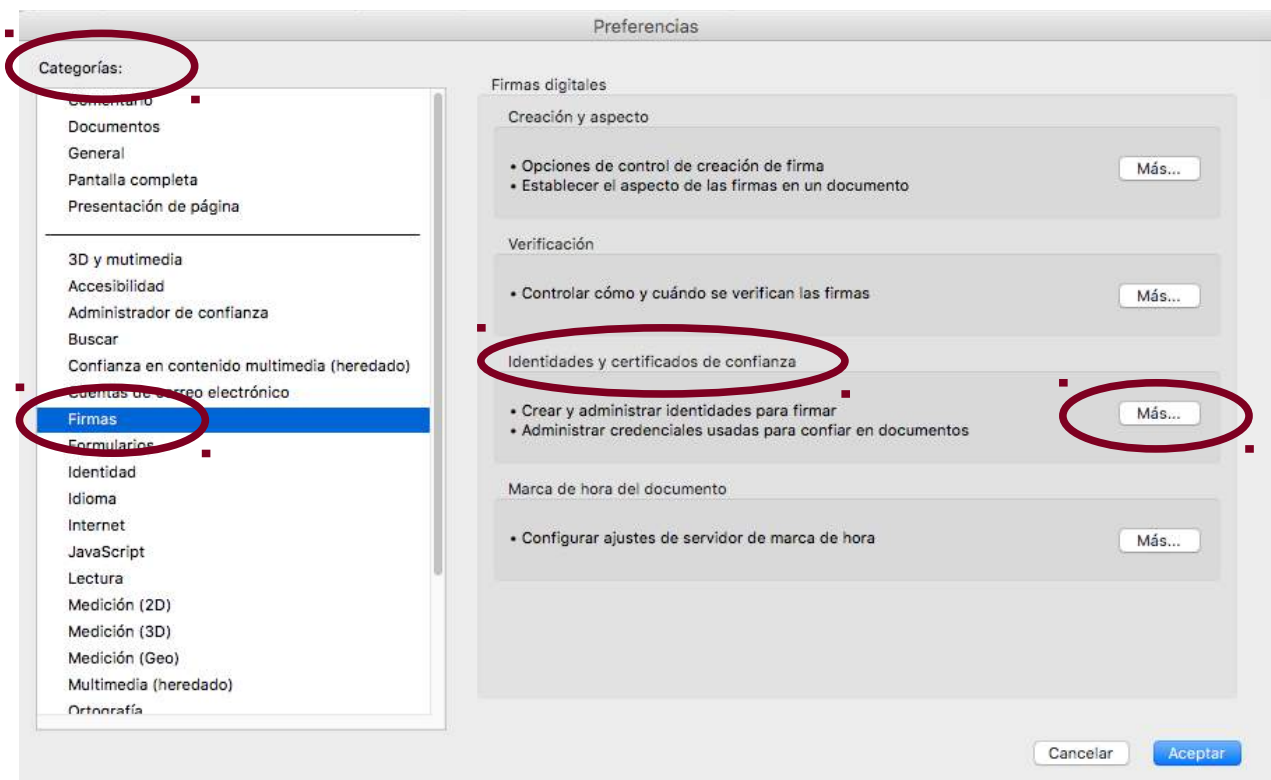 Preferencias
Categorías:
Comentario
Documentos
General
Pantalla completa
Presentación de página
3D y mutimedia
Accesibilidad
Administrador de confianza
Buscar
Confianza en contenido multimedia (heredado)
Cuentas de correo electrónico
Firmas
Formularios
Identidad
Idioma
Internet
JavaScript
Lectura
Medición (2D)
Medición (3D)
Medición (Geo)
Multimedia (heredado)
Ortografía
Firmas digitales
Creación y aspecto
• Opciones de control de creación de firma
• Establecer el aspecto de las firmas en un documento
Más...
Verificación
• Controlar cómo y cuándo se verifican las firmas
Más...
Identidades y certificados de confianza
• Crear y administrar identidades para firmar
• Administrar credenciales usadas para confiar en documentos
Más...
Marca de hora del documento
• Configurar ajustes de servidor de marca de hora
Más...
Cancelar
Aceptar